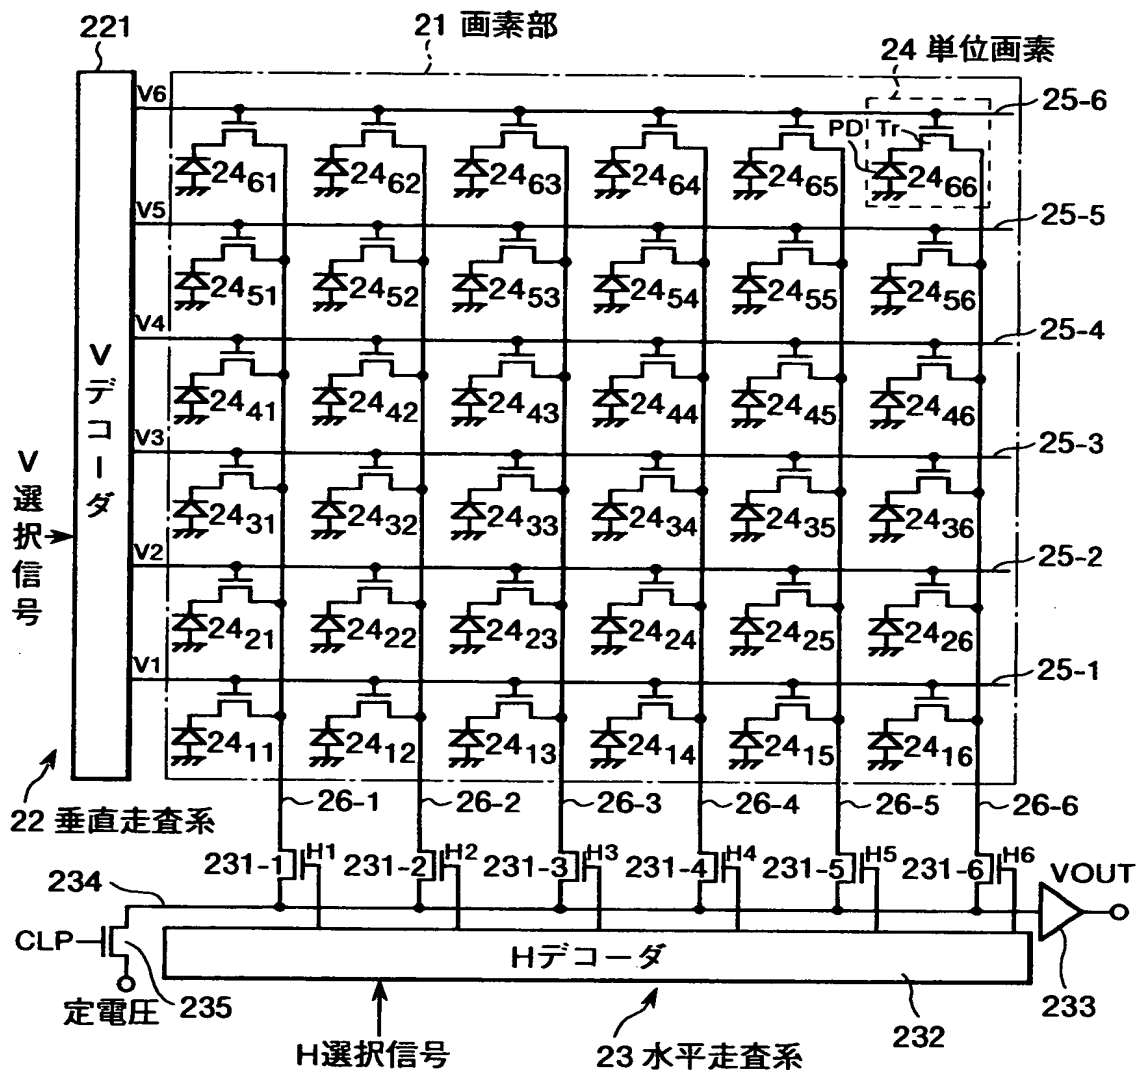 221
21 画素部
24 単位画素
V6
25-6
PD Tr
24₆₁ 24₆₂ 24₆₃ 24₆₄ 24₆₅ 24₆₆
V5
25-5
24₅₁ 24₅₂ 24₅₃ 24₅₄ 24₅₅ 24₅₆
V4
25-4
24₄₁ 24₄₂ 24₄₃ 24₄₄ 24₄₅ 24₄₆
Vデコーダ
V3
25-3
V選択信号
24₃₁ 24₃₂ 24₃₃ 24₃₄ 24₃₅ 24₃₆
V2
25-2
24₂₁ 24₂₂ 24₂₃ 24₂₄ 24₂₅ 24₂₆
V1
25-1
24₁₁ 24₁₂ 24₁₃ 24₁₄ 24₁₅ 24₁₆
22 垂直走査系
26-1 26-2 26-3 26-4 26-5 26-6
231-1 H1 231-2 H2 231-3 H3 231-4 H4 231-5 H5 231-6 H6
234
VOUT
CLP
Hデコーダ
定電圧
235
232
233
H選択信号
23 水平走査系